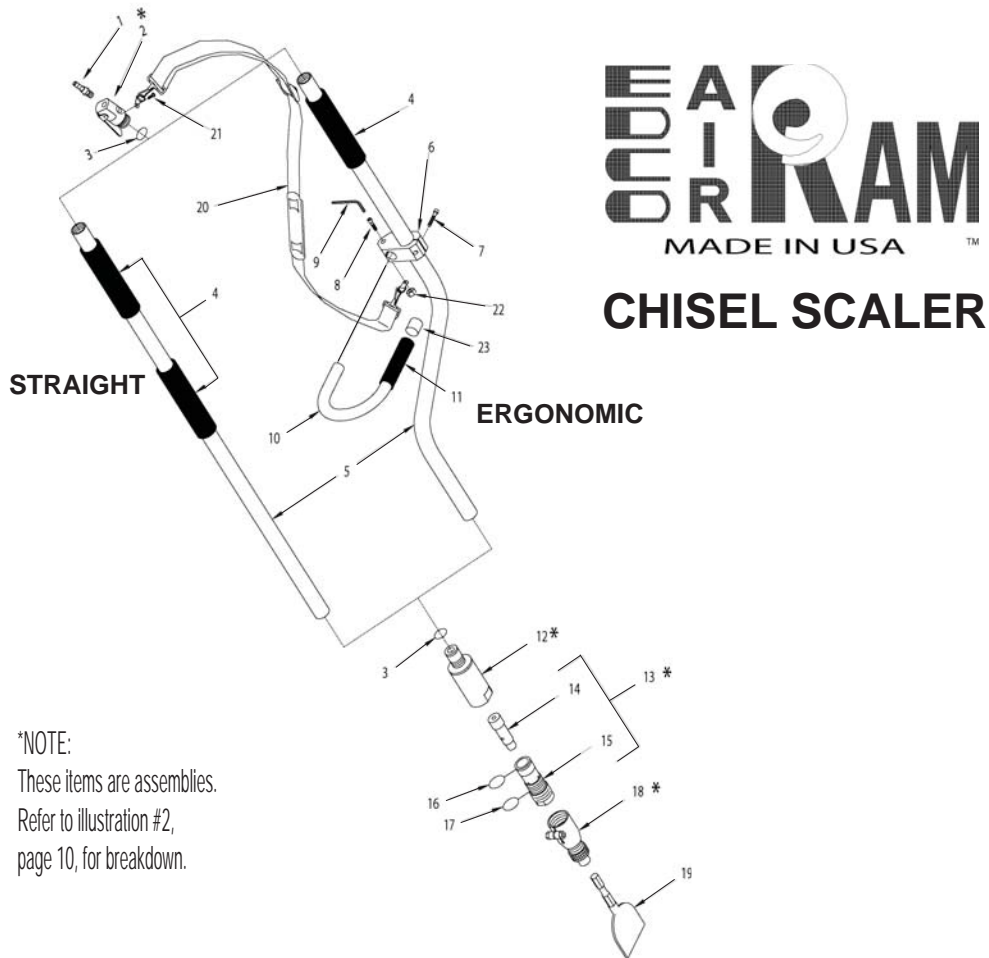 1
*
2
3
21
20
4
6
7
9
8
22
23
11
10
STRAIGHT
4
ERGONOMIC
5
3
12*
14
13 *
15
16
17
18 *
19
EDCO
AIR
RAM
MADE IN USA
TM
CHISEL SCALER
*NOTE:
These items are assemblies.
Refer to illustration #2,
page 10, for breakdown.